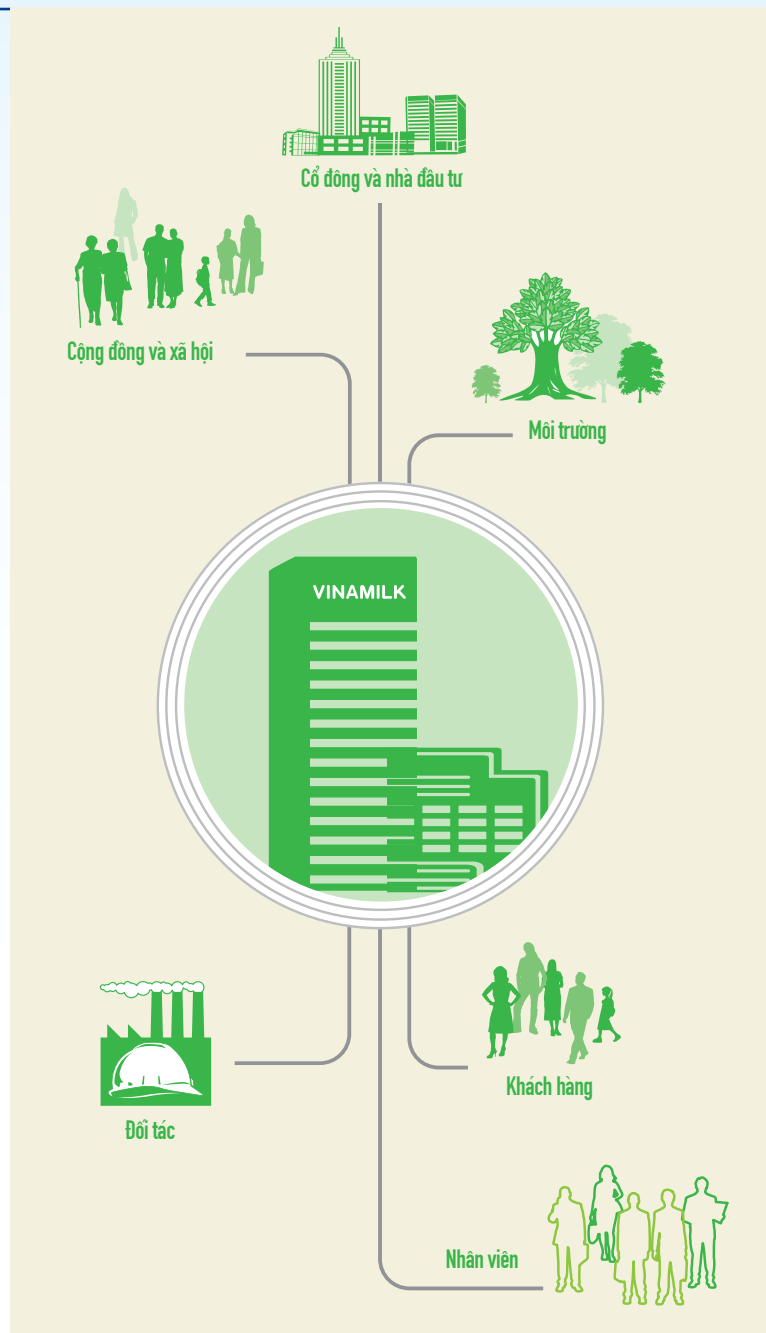 Cổ đông và nhà đầu tư
Cộng đồng và xã hội
Môi trường
VINAMILK
Khách hàng
Đối tác
Nhân viên